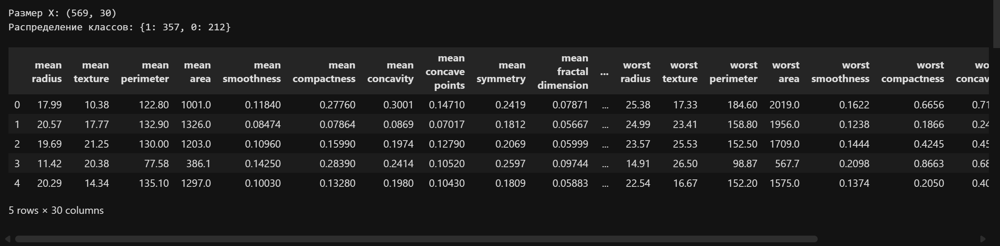 Размер X: (569, 30)
Распределение классов: {1: 357, 0: 212}
mean radius mean texture mean perimeter mean area mean smoothness mean compactness mean concavity mean concave points mean symmetry mean fractal dimension ... worst radius worst texture worst perimeter worst area worst smoothness worst compactness
0 17.99 10.38 122.80 1001.0 0.11840 0.27760 0.3001 0.14710 0.2419 0.07871 ... 25.38 17.33 184.60 2019.0 0.1622 0.6656 0.71
1 20.57 17.77 132.90 1326.0 0.08474 0.07864 0.0869 0.07017 0.1812 0.05667 ... 24.99 23.41 158.80 1956.0 0.1238 0.1866 0.24
2 19.69 21.25 130.00 1203.0 0.10960 0.15990 0.1974 0.12790 0.2069 0.05999 ... 23.57 25.53 152.50 1709.0 0.1444 0.4245 0.45
3 11.42 20.38 77.58 386.1 0.14250 0.28390 0.2414 0.10520 0.2597 0.09744 ... 14.91 26.50 98.87 567.7 0.2098 0.8663 0.68
4 20.29 14.34 135.10 1297.0 0.10030 0.13280 0.1980 0.10430 0.1809 0.05883 ... 22.54 16.67 152.20 1575.0 0.1374 0.2050 0.40
5 rows × 30 columns